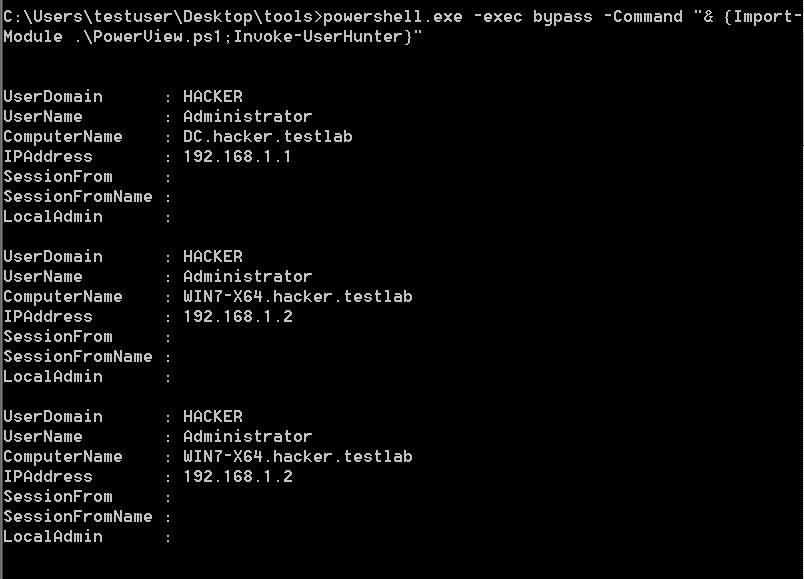 C:\Users\testuser\Desktop\tools>powershell.exe -exec bypass -Command "& {Import-
Module .\PowerView.ps1;Invoke-UserHunter}"
UserDomain : HACKER
UserName : Administrator
ComputerName : DC.hacker.testlab
IPAddress : 192.168.1.1
SessionFrom :
SessionFromName :
LocalAdmin :
UserDomain : HACKER
UserName : Administrator
ComputerName : WIN7-X64.hacker.testlab
IPAddress : 192.168.1.2
SessionFrom :
SessionFromName :
LocalAdmin :
UserDomain : HACKER
UserName : Administrator
ComputerName : WIN7-X64.hacker.testlab
IPAddress : 192.168.1.2
SessionFrom :
SessionFromName :
LocalAdmin :